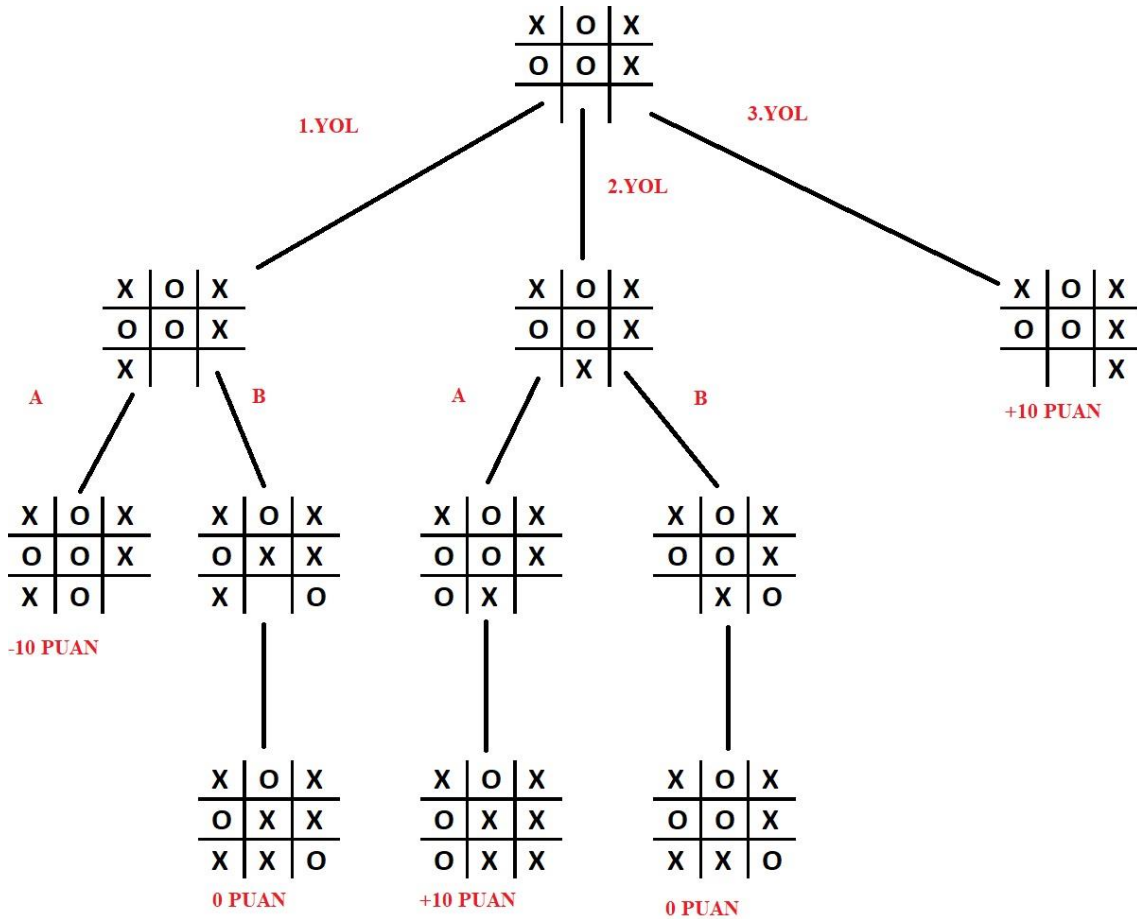 X O X
O O X
1.YOL
3.YOL
2.YOL
X O X
O O X
X
X O X
O O X
X
X O X
O O X
X
+10 PUAN
A
B
A
B
X O X
O O X
X O
-10 PUAN
X O X
O X X
X O
X O X
O O X
O X
X O X
O O X
X O
X O X
O X X
X X O
0 PUAN
X O X
O X X
O X X
+10 PUAN
X O X
O O X
X X O
0 PUAN